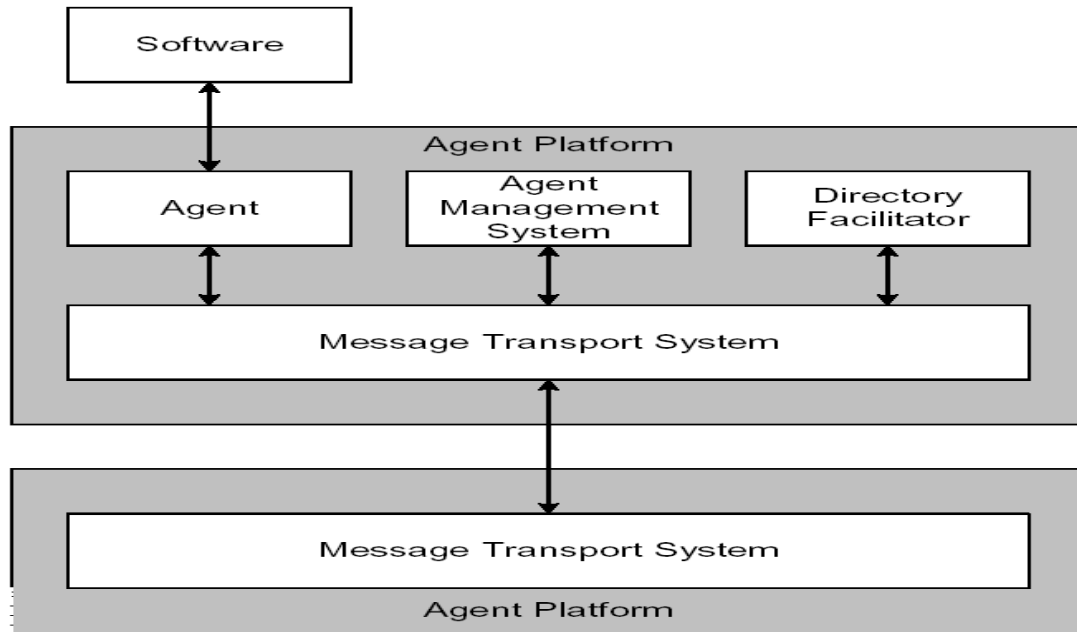 Software
Agent Platform
Agent
Agent
Management
System
Directory
Facilitator
Message Transport System
Message Transport System
Agent Platform